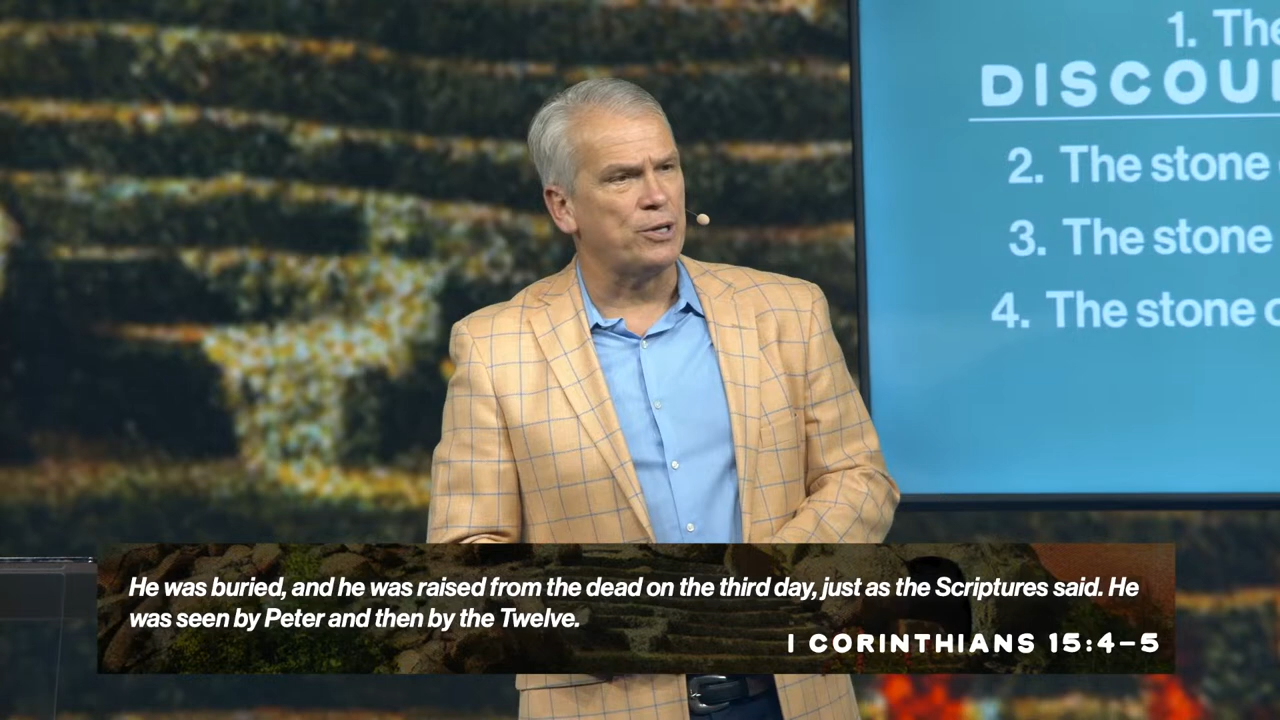 1. The
DISCOU
2. The stone
3. The stone
4. The stone
He was buried, and he was raised from the dead on the third day, just as the Scriptures said. He
was seen by Peter and then by the Twelve.
I CORINTHIANS 15:4–5